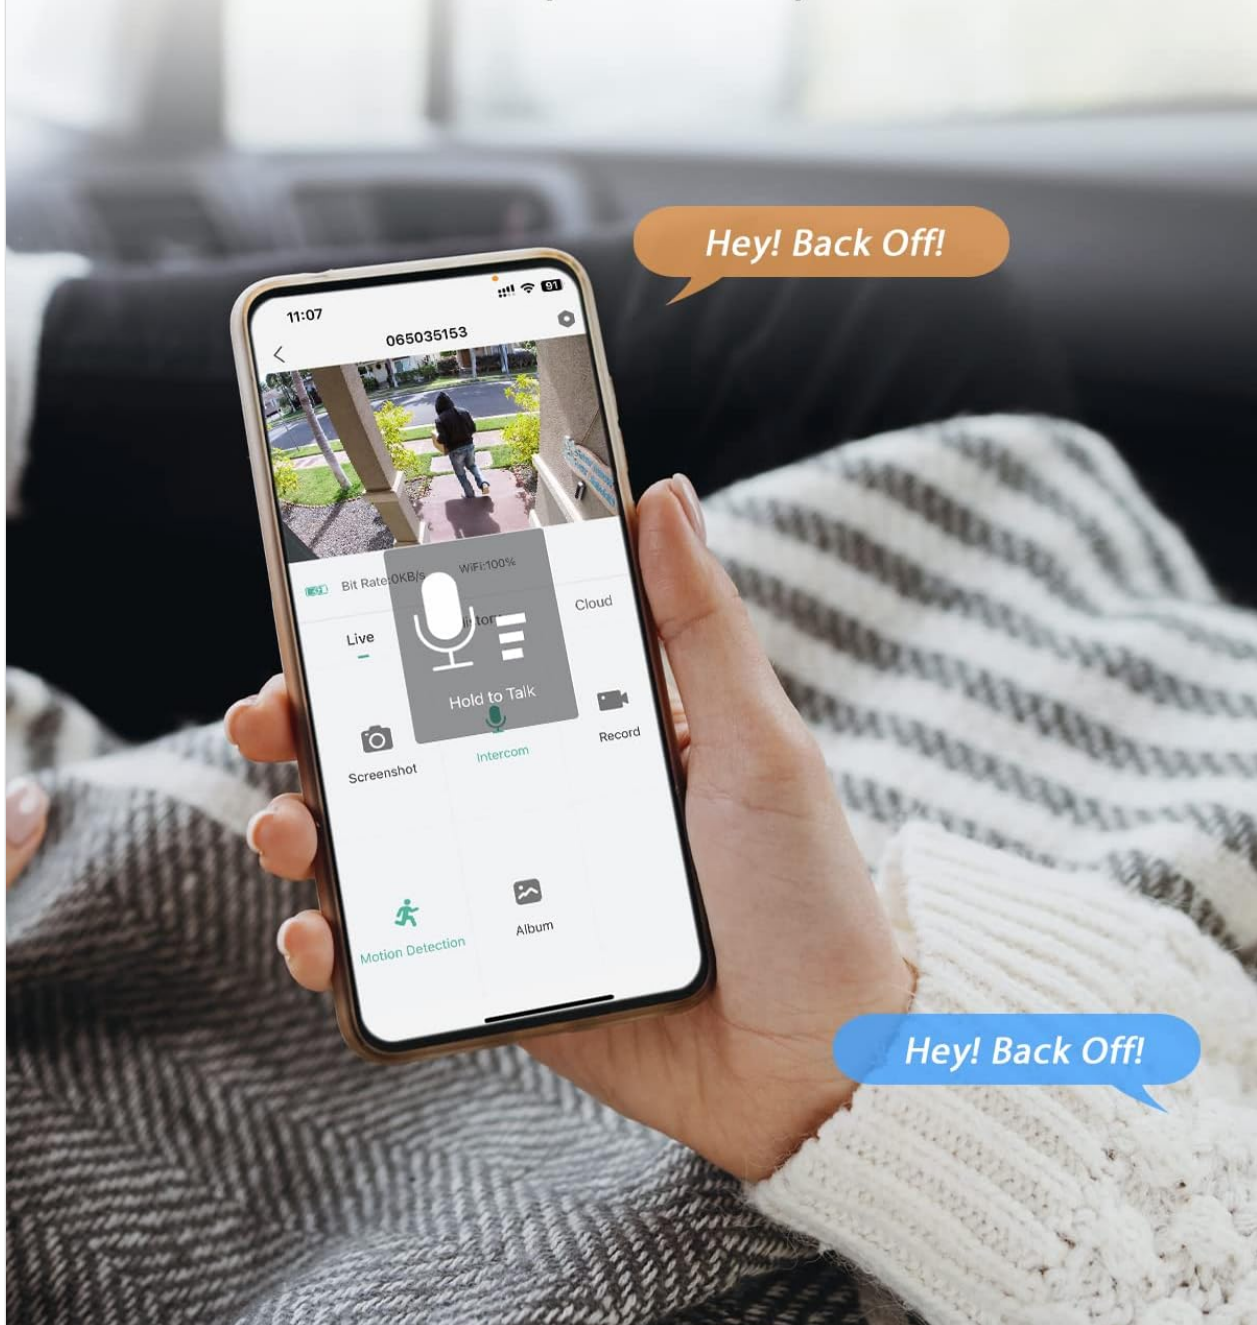 Hey! Back Off!
11:07
91
065035153
Bit Rate:0KB/s
WiFi:100%
Live
History
Cloud
Hold to Talk
Screenshot
Intercom
Record
Motion Detection
Album
Hey! Back Off!